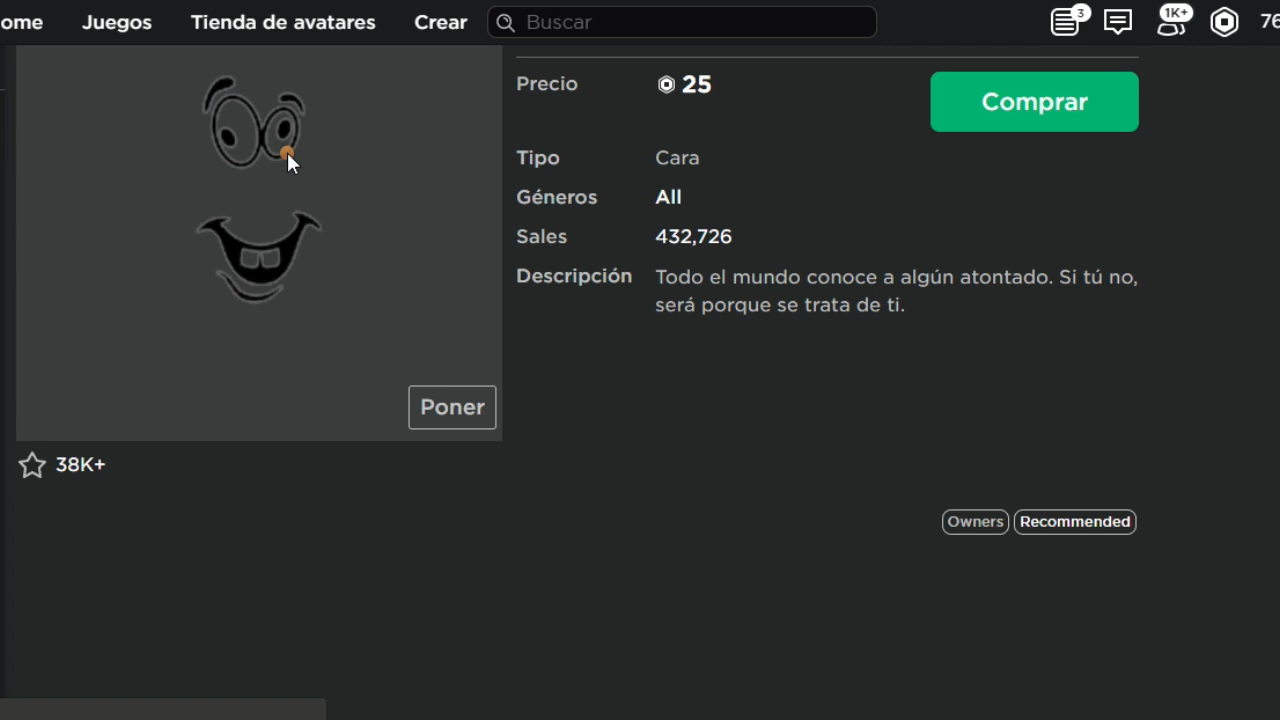 ome Juegos Tienda de avatares Crear Buscar 3 1K+ 76
Precio 25 Comprar
Tipo Cara
Géneros All
Sales 432,726
Descripción Todo el mundo conoce a algún atontado. Si tú no,
será porque se trata de ti.
Poner
38K+
Owners Recommended